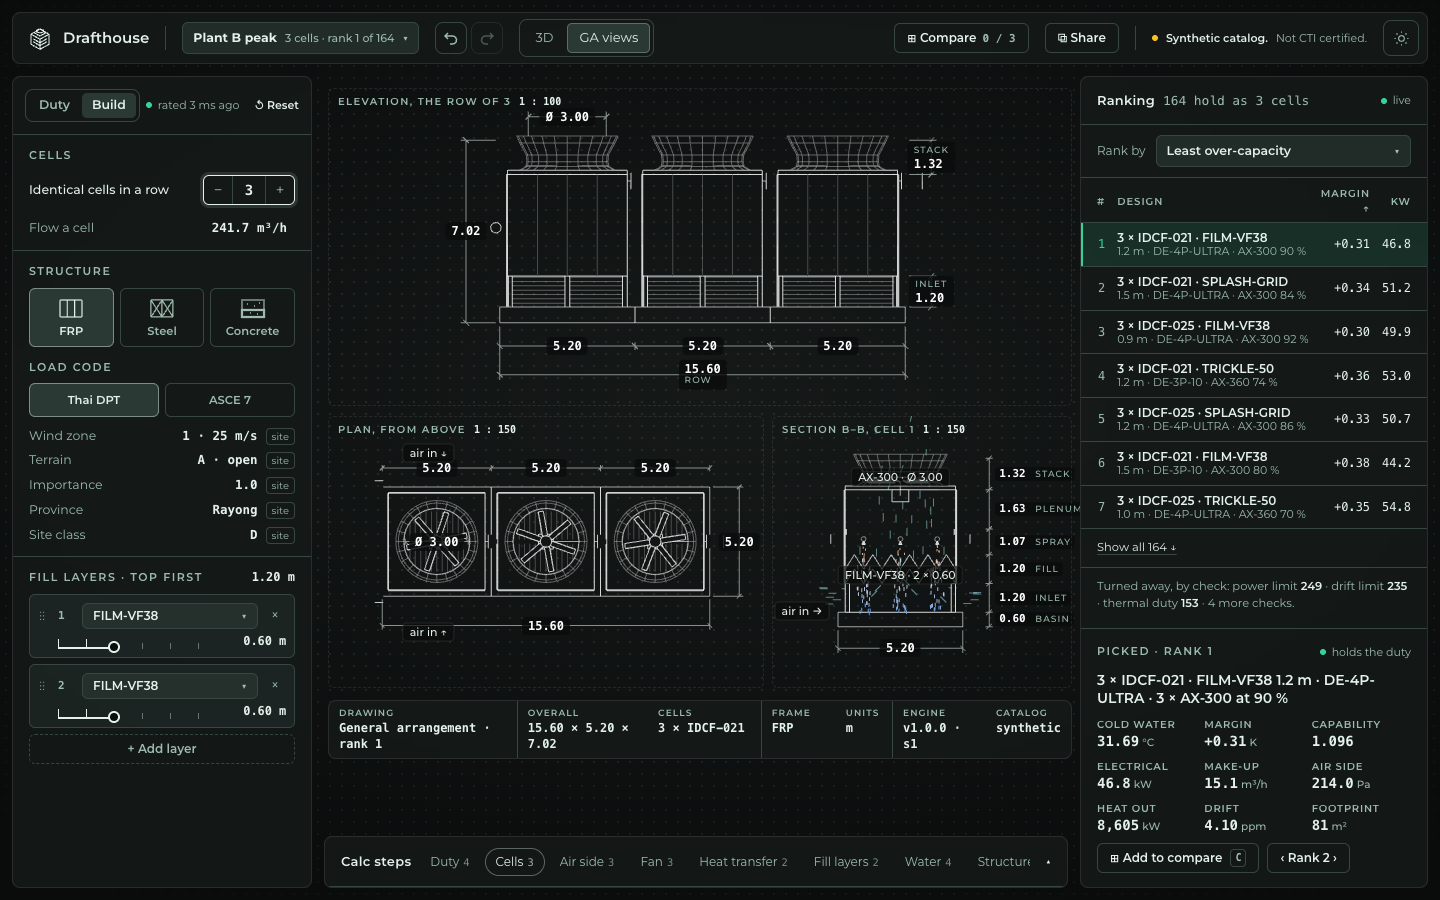 Drafthouse
Plant B peak 3 cells · rank 1 of 164
3D GA views
Compare 0 / 3
Share
Synthetic catalog. Not CTI certified.
Duty Build
rated 3 ms ago
Reset
CELLS
Identical cells in a row − 3 +
Flow a cell 241.7 m³/h
STRUCTURE
FRP Steel Concrete
LOAD CODE
Thai DPT ASCE 7
Wind zone 1 · 25 m/s site
Terrain A · open site
Importance 1.0 site
Province Rayong site
Site class D site
FILL LAYERS · TOP FIRST 1.20 m
1 FILM-VF38 ×
0.60 m
2 FILM-VF38 ×
0.60 m
+ Add layer
ELEVATION, THE ROW OF 3 1 : 100
Ø 3.00
STACK
1.32
7.02
INLET
1.20
5.20 5.20 5.20
15.60
ROW
PLAN, FROM ABOVE 1 : 150
air in ↓
5.20 5.20 5.20
Ø 3.00
5.20
15.60
air in ↑
SECTION B–B, CELL 1 1 : 150
AX-300 · Ø 3.00
1.32 STACK
1.63 PLENUM
1.07 SPRAY
1.20 FILL
FILM-VF38 · 2 × 0.60
1.20 INLET
air in →
0.60 BASIN
5.20
DRAWING
General arrangement ·
rank 1
OVERALL
15.60 × 5.20 ×
7.02
CELLS
3 × IDCF−021
FRAME
FRP
UNITS
m
ENGINE
v1.0.0 ·
s1
CATALOG
synthetic
Calc steps Duty 4 Cells 3 Air side 3 Fan 3 Heat transfer 2 Fill layers 2 Water 4 Structure
Ranking 164 hold as 3 cells live
Rank by Least over-capacity
# DESIGN MARGIN ↑ KW
1 3 × IDCF-021 · FILM-VF38 +0.31 46.8
1.2 m · DE-4P-ULTRA · AX-300 90 %
2 3 × IDCF-021 · SPLASH-GRID +0.34 51.2
1.5 m · DE-4P-ULTRA · AX-300 84 %
3 3 × IDCF-025 · FILM-VF38 +0.30 49.9
0.9 m · DE-4P-ULTRA · AX-300 92 %
4 3 × IDCF-021 · TRICKLE-50 +0.36 53.0
1.2 m · DE-3P-10 · AX-360 74 %
5 3 × IDCF-025 · SPLASH-GRID +0.33 50.7
1.2 m · DE-4P-ULTRA · AX-300 86 %
6 3 × IDCF-021 · FILM-VF38 +0.38 44.2
1.5 m · DE-3P-10 · AX-300 80 %
7 3 × IDCF-025 · TRICKLE-50 +0.35 54.8
1.0 m · DE-4P-ULTRA · AX-360 70 %
Show all 164 ↓
Turned away, by check: power limit 249 · drift limit 235
· thermal duty 153 · 4 more checks.
PICKED · RANK 1 holds the duty
3 × IDCF-021 · FILM-VF38 1.2 m · DE-4P-
ULTRA · 3 × AX-300 at 90 %
COLD WATER MARGIN CAPABILITY
31.69 °C +0.31 K 1.096
ELECTRICAL MAKE-UP AIR SIDE
46.8 kW 15.1 m³/h 214.0 Pa
HEAT OUT DRIFT FOOTPRINT
8,605 kW 4.10 ppm 81 m²
Add to compare C
‹ Rank 2 ›